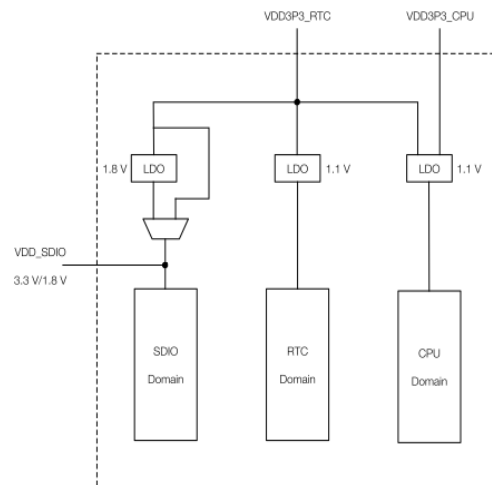 VDD3P3_RTC
VDD3P3_CPU
1.8 V
LDO
LDO
1.1 V
LDO
1.1 V
VDD_SDIO
3.3 V/1.8 V
SDIO
Domain
RTC
Domain
CPU
Domain